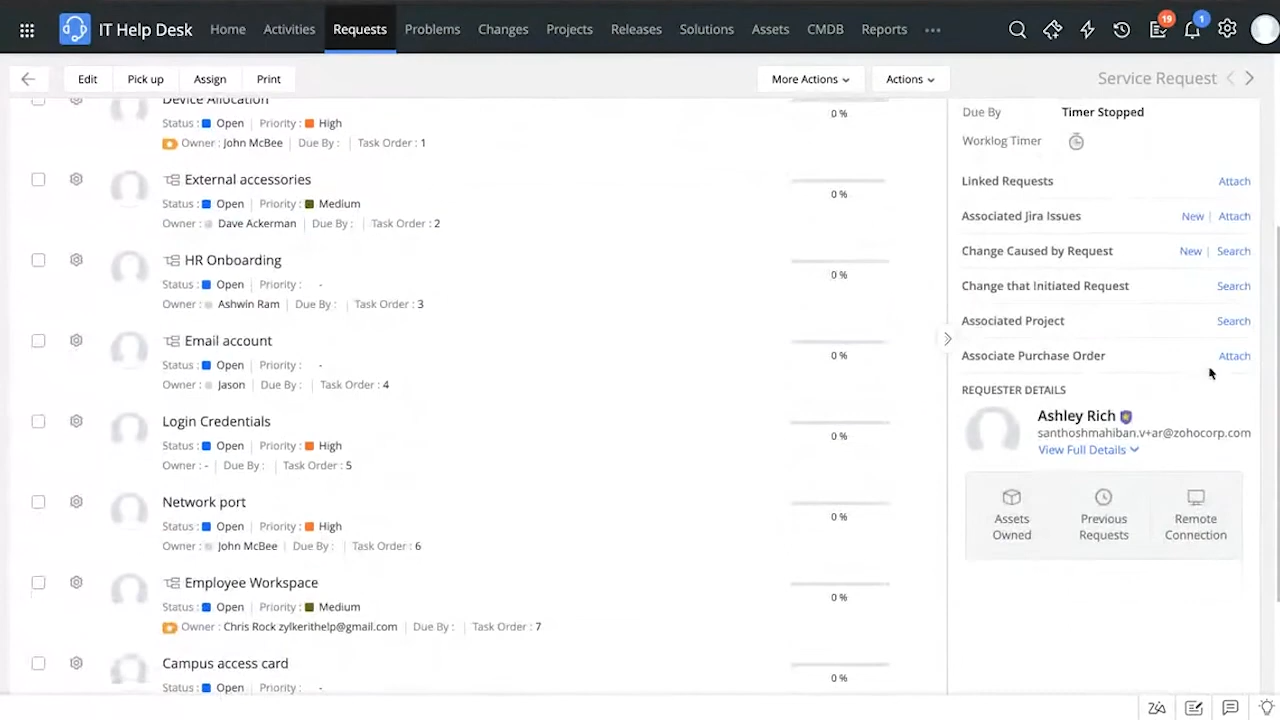 IT Help Desk Home Activities Requests Problems Changes Projects Releases Solutions Assets CMDB Reports 19 1
Edit Pick up Assign Print More Actions Actions Service Request
Device Allocation
0 %
Status : Open | Priority : High
Owner : John McBee | Due By : | Task Order : 1
External accessories
0 %
Status : Open | Priority : Medium
Owner : Dave Ackerman | Due By : | Task Order : 2
HR Onboarding
0 %
Status : Open | Priority : -
Owner : Ashwin Ram | Due By : | Task Order : 3
Email account
0 %
Status : Open | Priority : -
Owner : Jason | Due By : | Task Order : 4
Login Credentials
0 %
Status : Open | Priority : High
Owner : - | Due By : | Task Order : 5
Network port
0 %
Status : Open | Priority : High
Owner : John McBee | Due By : | Task Order : 6
Employee Workspace
0 %
Status : Open | Priority : Medium
Owner : Chris Rock zylkerithelp@gmail.com | Due By : | Task Order : 7
Campus access card
0 %
Status : Open | Priority : -
Due By Timer Stopped
Worklog Timer
Linked Requests Attach
Associated Jira Issues New | Attach
Change Caused by Request New | Search
Change that Initiated Request Search
Associated Project Search
Associate Purchase Order Attach
REQUESTER DETAILS
Ashley Rich
santhoshmahiban.v+ar@zohocorp.com
View Full Details
Assets Previous Remote
Owned Requests Connection